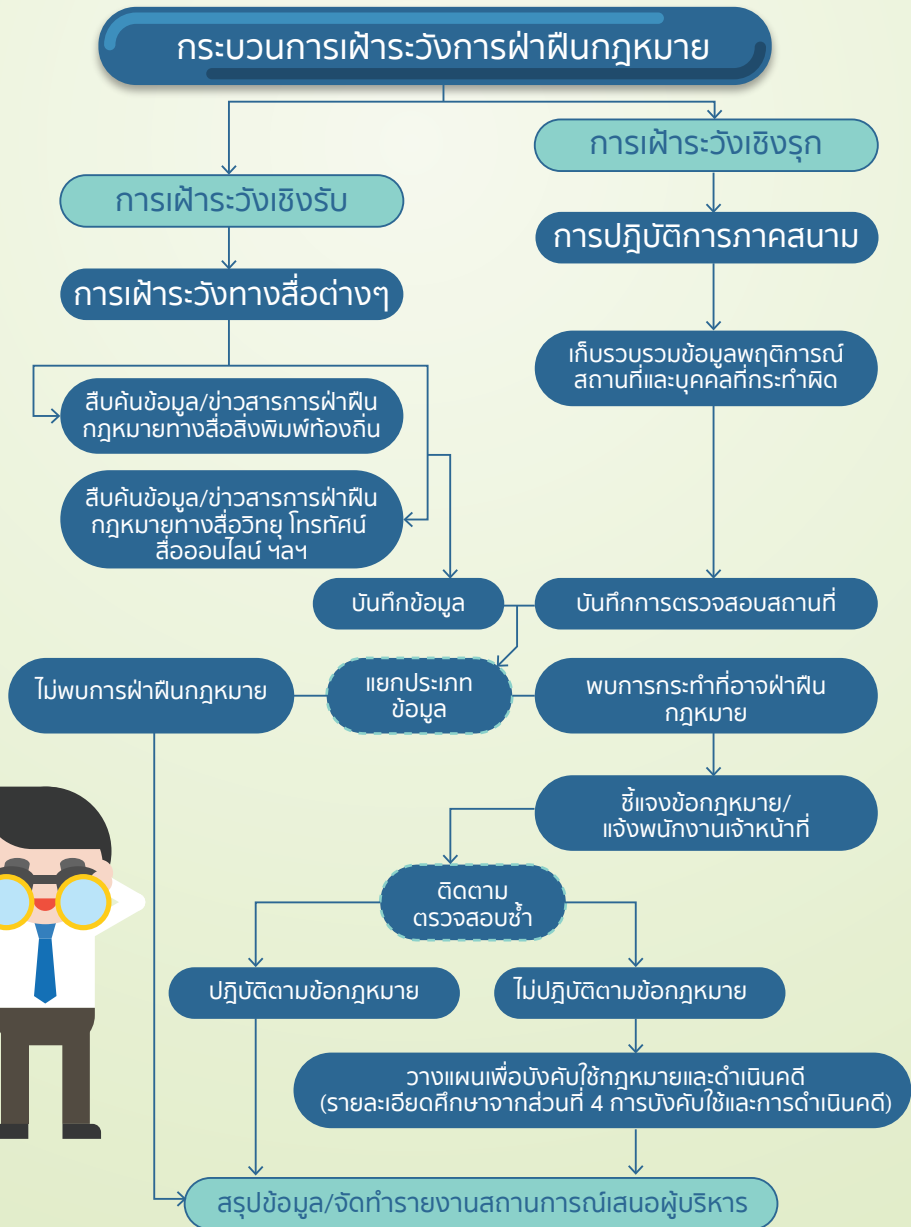 กระบวนการเฝ้าระวังการฝ่าฝืนกฎหมาย
การเฝ้าระวังเชิงรุก
การเฝ้าระวังเชิงรับ
การปฏิบัติการภาคสนาม
การเฝ้าระวังทางสื่อต่างๆ
เก็บรวบรวมข้อมูลพฤติการณ์
สถานที่และบุคคลที่กระทำผิด
สืบค้นข้อมูล/ข่าวสารการฝ่าฝืน
กฎหมายทางสื่อสิ่งพิมพ์ท้องถิ่น
สืบค้นข้อมูล/ข่าวสารการฝ่าฝืน
กฎหมายทางสื่อวิทยุ โทรทัศน์
สื่อออนไลน์ ฯลฯ
บันทึกข้อมูล
บันทึกการตรวจสอบสถานที่
ไม่พบการฝ่าฝืนกฎหมาย
แยกประเภท
ข้อมูล
พบการกระทำที่อาจฝ่าฝืน
กฎหมาย
ชี้แจงข้อกฎหมาย/
แจ้งพนักงานเจ้าหน้าที่
ติดตาม
ตรวจสอบซ้ำ
ปฏิบัติตามข้อกฎหมาย
ไม่ปฏิบัติตามข้อกฎหมาย
วางแผนเพื่อบังคับใช้กฎหมายและดำเนินคดี
(รายละเอียดศึกษาจากส่วนที่ 4 การบังคับใช้และการดำเนินคดี)
สรุปข้อมูล/จัดทำรายงานสถานการณ์เสนอผู้บริหาร